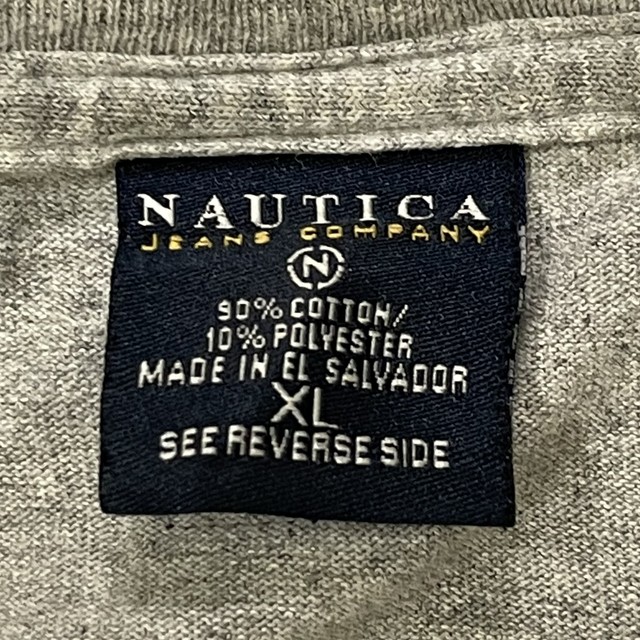 NAUTICA
JEANS COMPANY
N
90% COTTON/
10% POLYESTER
MADE IN EL SALVADOR
XL
SEE REVERSE SIDE